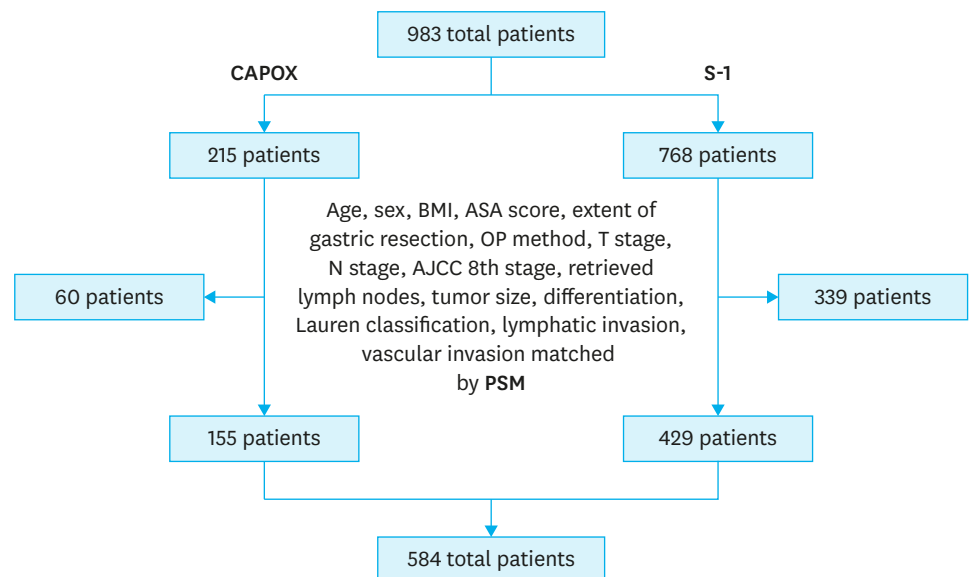 983 total patients
CAPOX
S-1
215 patients
768 patients
Age, sex, BMI, ASA score, extent of
gastric resection, OP method, T stage,
N stage, AJCC 8th stage, retrieved
lymph nodes, tumor size, differentiation,
Lauren classification, lymphatic invasion,
vascular invasion matched
by PSM
60 patients
339 patients
155 patients
429 patients
584 total patients